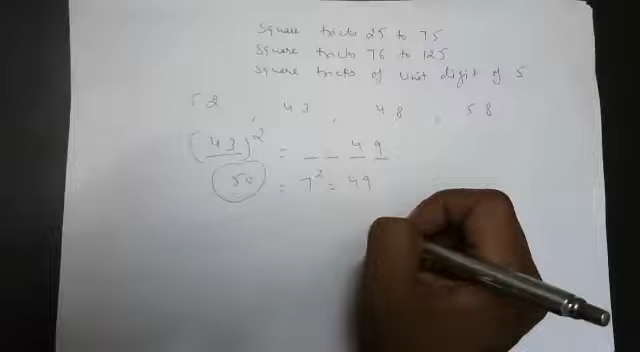 Square tricks 25 to 75
Square tricks 76 to 125
Square tricks of unit digit of 5
52 , 43 , 48 , 58
(43)² = _ _ 4 9
50 = 7² = 49